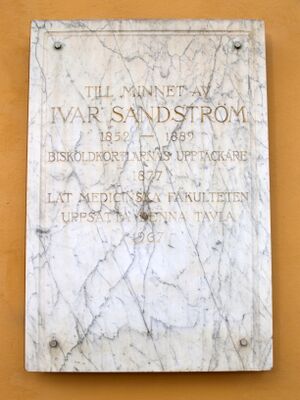 TILL MINNET AV
IVAR SANDSTRÖM
1852 — 1889
BISKÖLDKÖRTLARNAS UPPTÄCKARE
1877
LÄT MEDICINSKA FAKULTETEN
UPPSÄTTA DENNA TAVLA
1967